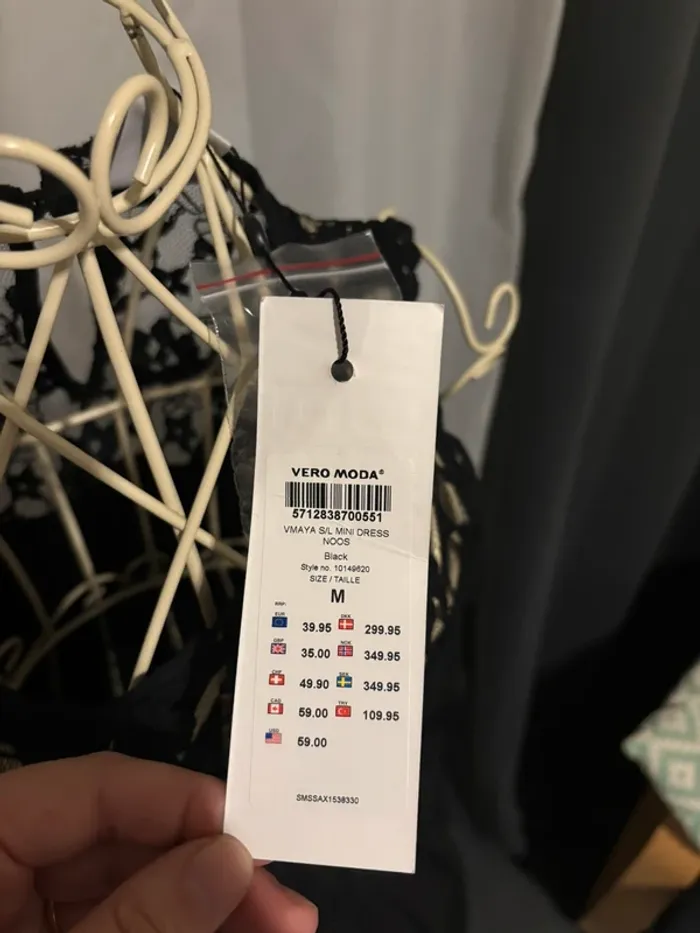 VERO MODA®
5712838700551
VMAYA S/L MINI DRESS
NOOS
Black
Style no. 10149620
SIZE / TAILLE
M
RRP:
EUR 39.95 DKK 299.95
GBP 35.00 NOK 349.95
CHF 49.90 SEK 349.95
CAD 59.00 TRY 109.95
USD 59.00
SMSSAX1538330